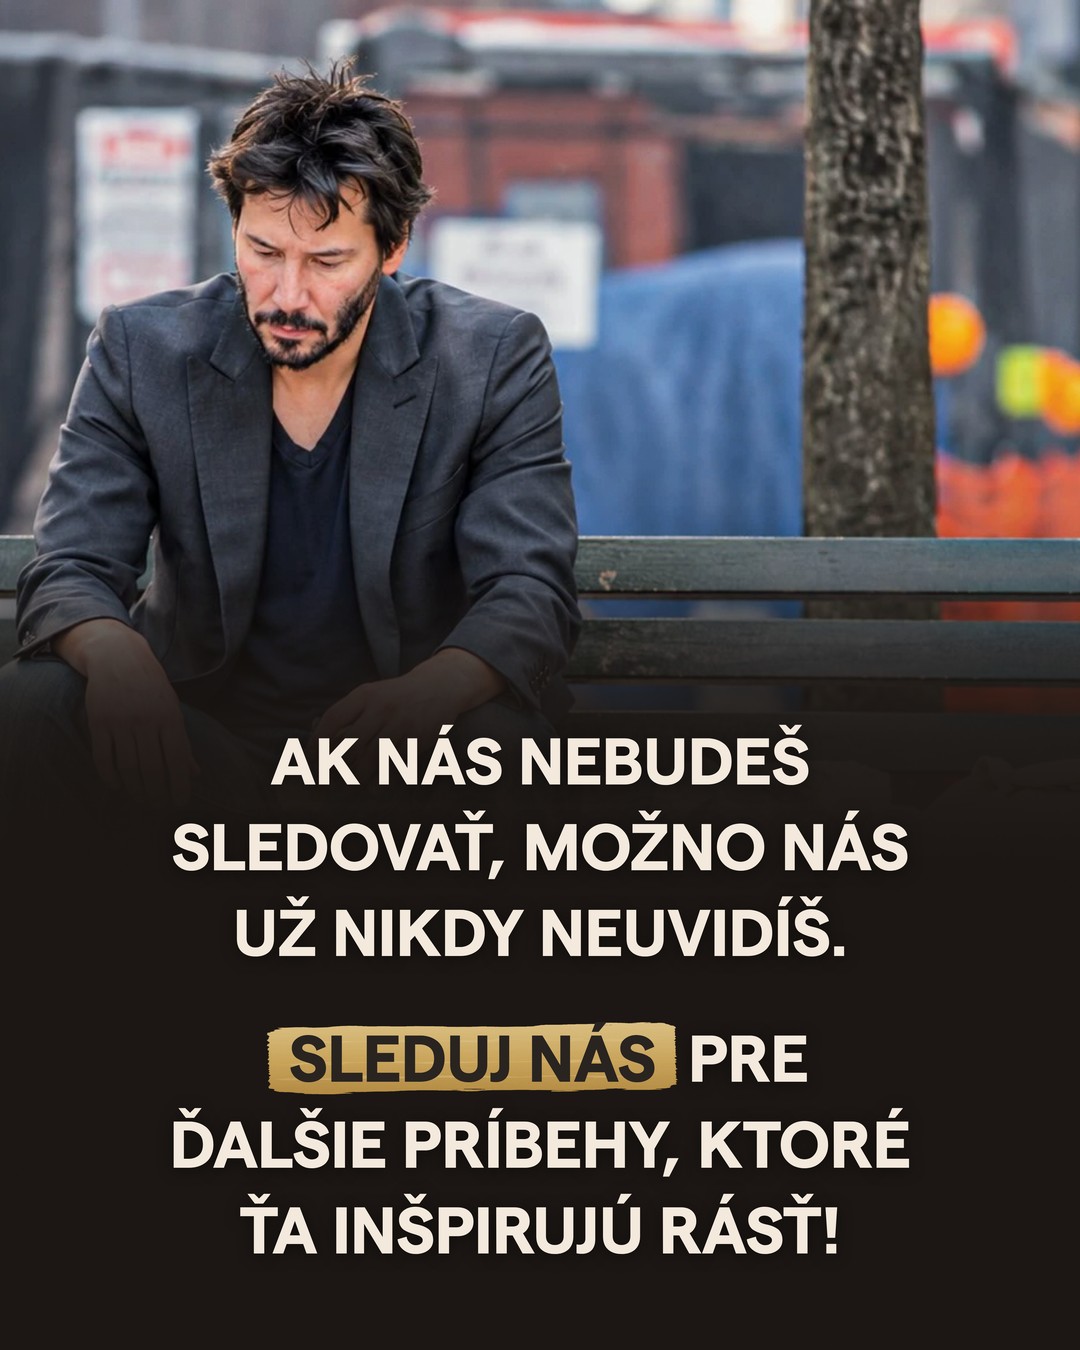 AK NÁS NEBUDEŠ
SLEDOVAŤ, MOŽNO NÁS
UŽ NIKDY NEUVIDÍŠ.
SLEDUJ NÁS PRE
ĎALŠIE PRÍBEHY, KTORÉ
ŤA INŠPIRUJÚ RÁSŤ!